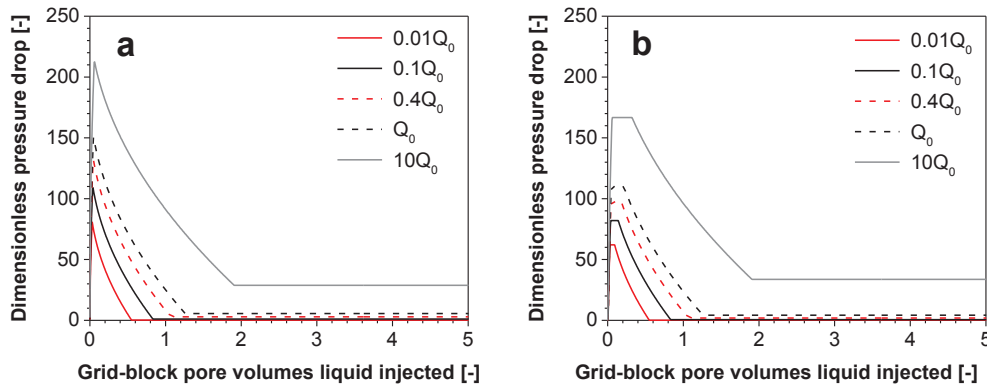 a
0.01Q₀
0.1Q₀
0.4Q₀
Q₀
10Q₀
Dimensionless pressure drop [-]
250
200
150
100
50
0
0 1 2 3 4 5
Grid-block pore volumes liquid injected [-]
b
0.01Q₀
0.1Q₀
0.4Q₀
Q₀
10Q₀
Dimensionless pressure drop [-]
250
200
150
100
50
0
0 1 2 3 4 5
Grid-block pore volumes liquid injected [-]